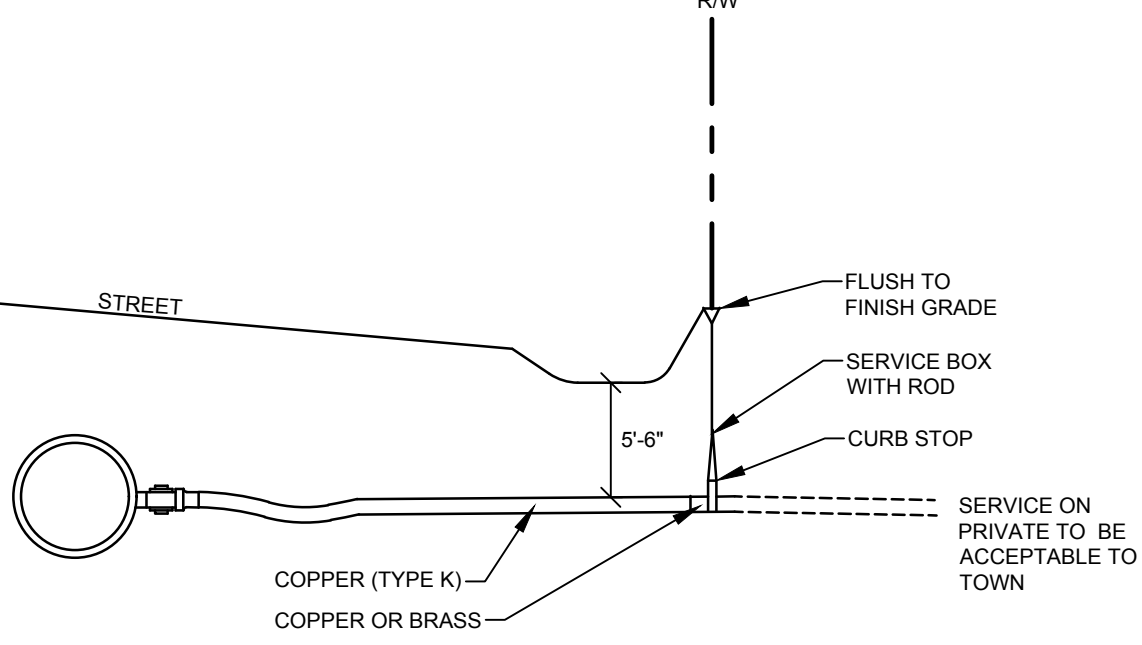 R/W
STREET
FLUSH TO
FINISH GRADE
SERVICE BOX
WITH ROD
5'-6"
CURB STOP
SERVICE ON
PRIVATE TO BE
ACCEPTABLE TO
TOWN
COPPER (TYPE K)
COPPER OR BRASS